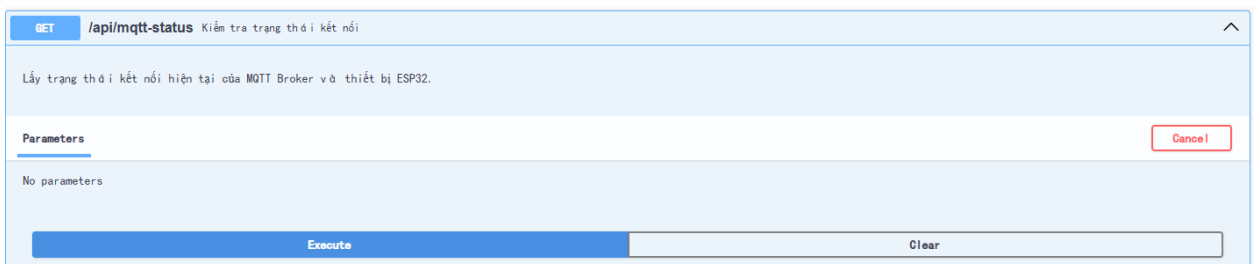 GET /api/mqtt-status Kiểm tra trạng thái kết nối
Lấy trạng thái kết nối hiện tại của MQTT Broker và thiết bị ESP32.
Parameters Cancel
No parameters
Execute Clear